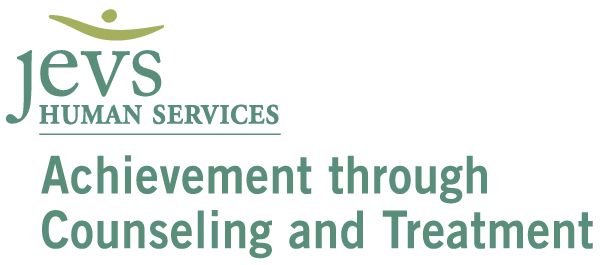 jevs
HUMAN SERVICES
Achievement through
Counseling and Treatment